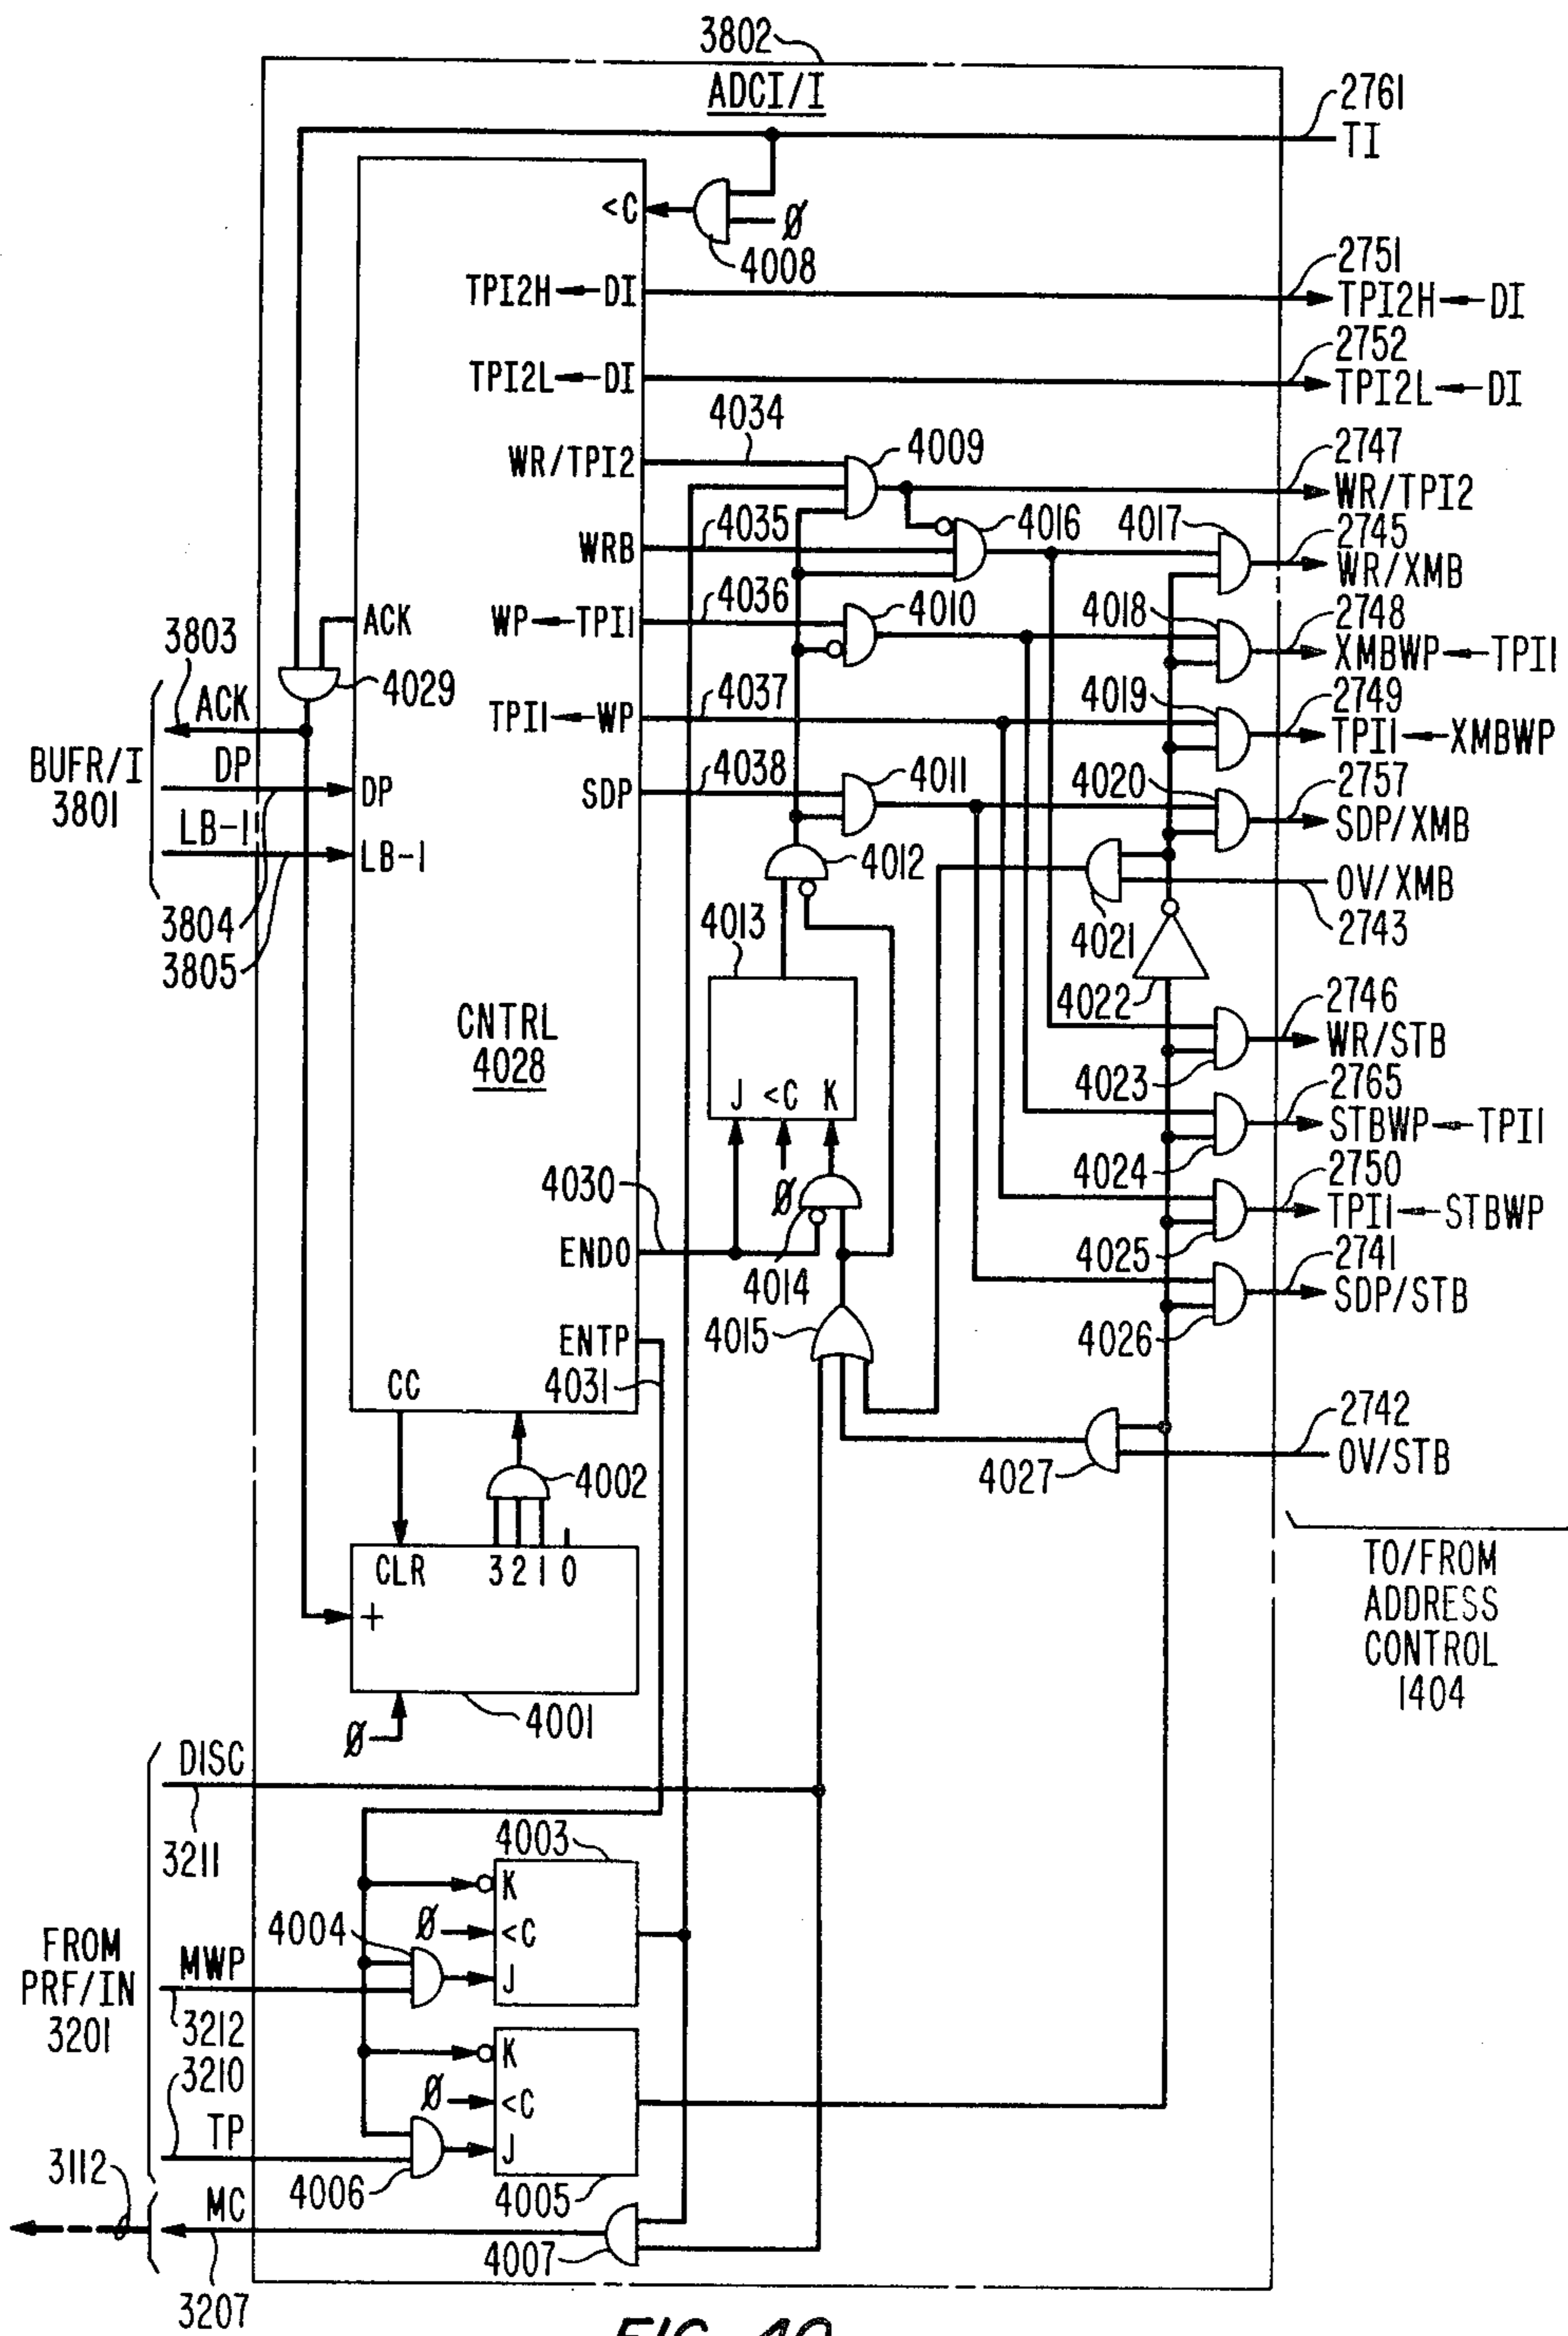 3802
ADCI/I
2761
TI
<C
Ø
4008
2751
TPI2H←DI
TPI2H←DI
2752
TPI2L←DI
TPI2L←DI
4034
4009
2747
WR/TPI2
WR/TPI2
4035
4016
4017
2745
WRB
WR/XMB
4036
4010
4018
2748
ACK
WP←TPI1
XMBWP←TPI1
3803
4029
4037
4019
2749
ACK
TPI1←WP
TPI1←XMBWP
BUFR/I
3801
DP
DP
4038
4011
4020
2757
SDP
SDP/XMB
LB-1
LB-1
4012
OV/XMB
3804
3805
4013
4021
2743
4022
2746
CNTRL
4028
WR/STB
J <C K
4023
2765
STBWP←TPI1
4030
Ø
4024
2750
ENDO
4014
TPI1←STBWP
4025
2741
4015
SDP/STB
ENTP
4026
4031
CC
2742
4002
4027
OV/STB
CLR
3 2 1 0
+
TO/FROM
ADDRESS
CONTROL
1404
Ø
4001
DISC
3211
4003
K
4004
Ø
<C
J
FROM
PRF/IN
3201
MWP
3212
3210
K
Ø
<C
J
TP
3112
4006
4005
MC
4007
3207
FIG. 40